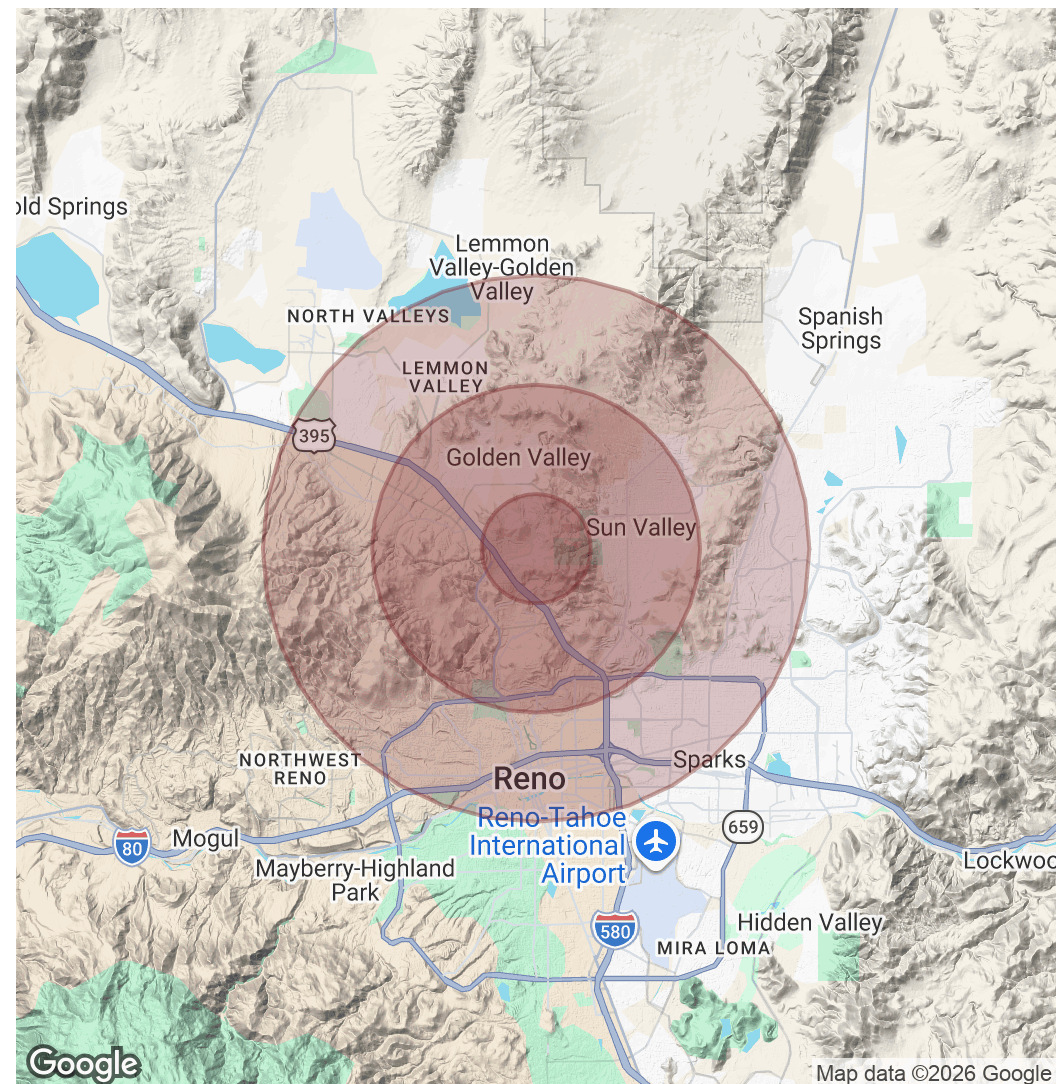 old Springs
Lemmon
Valley-Golden
Valley
NORTH VALLEYS
Spanish
Springs
LEMMON
VALLEY
395
Golden Valley
Sun Valley
NORTHWEST
RENO
Sparks
Reno
Reno-Tahoe
International
Airport
659
80
Mogul
Mayberry-Highland
Park
Lockwoo
580
Hidden Valley
MIRA LOMA
Google
Map data ©2026 Google